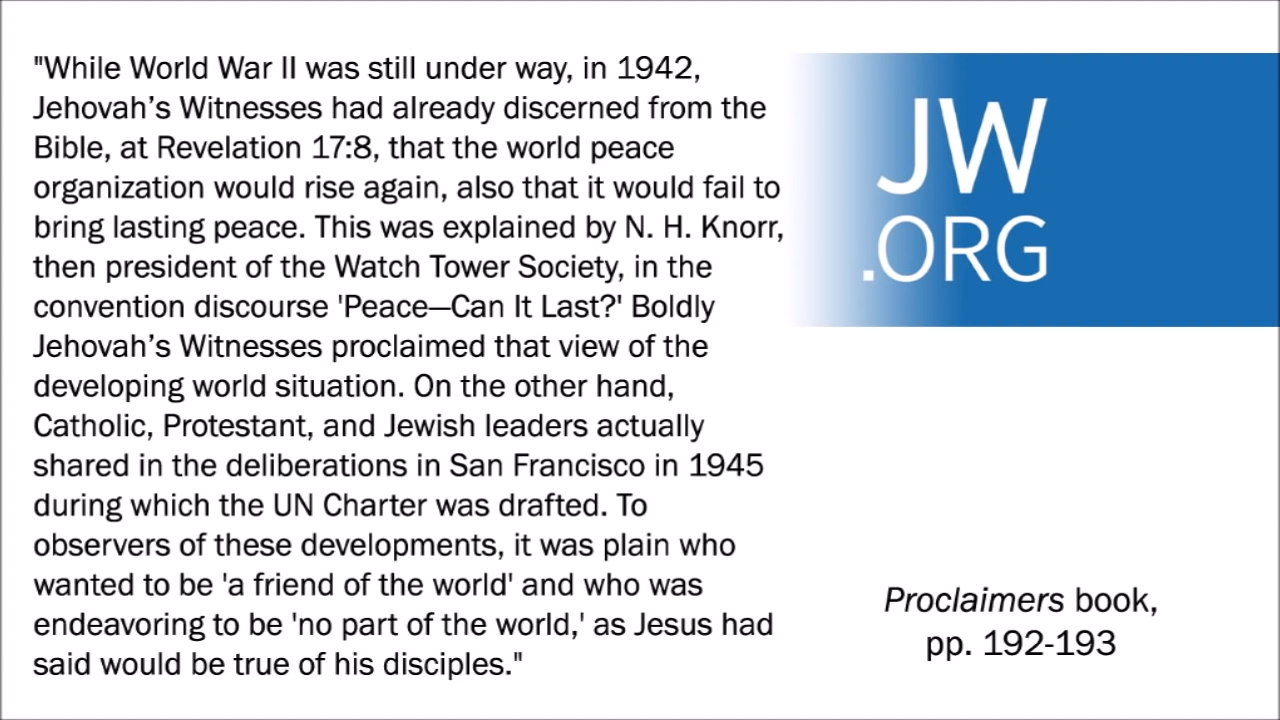 "While World War II was still under way, in 1942,
Jehovah’s Witnesses had already discerned from the
Bible, at Revelation 17:8, that the world peace
organization would rise again, also that it would fail to
bring lasting peace. This was explained by N. H. Knorr,
then president of the Watch Tower Society, in the
convention discourse 'Peace—Can It Last?' Boldly
Jehovah’s Witnesses proclaimed that view of the
developing world situation. On the other hand,
Catholic, Protestant, and Jewish leaders actually
shared in the deliberations in San Francisco in 1945
during which the UN Charter was drafted. To
observers of these developments, it was plain who
wanted to be 'a friend of the world' and who was
endeavoring to be 'no part of the world,' as Jesus had
said would be true of his disciples."
JW
.ORG
Proclaimers book,
pp. 192-193